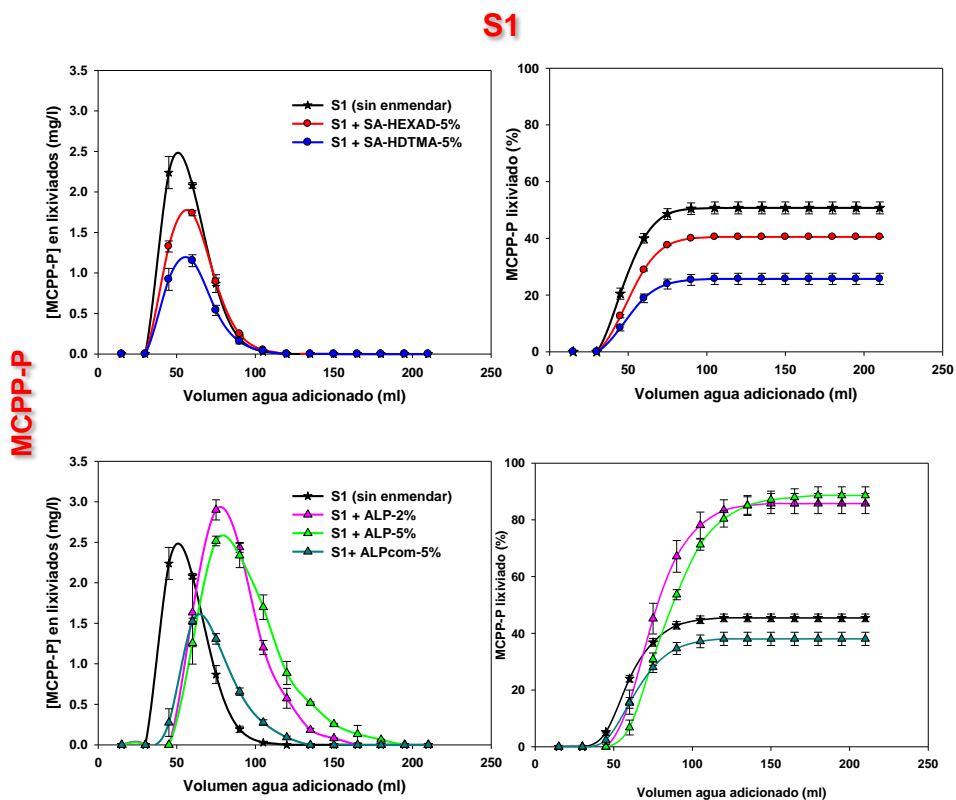 S1
MCPP-P
[MCPP-P] en lixiviados (mg/l)
3.5
3.0
2.5
2.0
1.5
1.0
0.5
0.0
S1 (sin enmendar)
S1 + SA-HEXAD-5%
S1 + SA-HDTMA-5%
0 50 100 150 200 250
Volumen agua adicionado (ml)
MCPP-P lixiviado (%)
100
80
60
40
20
0
0 50 100 150 200 250
Volumen agua adicionado (ml)
[MCPP-P] en lixiviados (mg/l)
3.5
3.0
2.5
2.0
1.5
1.0
0.5
0.0
S1 (sin enmendar)
S1 + ALP-2%
S1 + ALP-5%
S1+ ALPcom-5%
0 50 100 150 200 250
Volumen agua adicionado (ml)
MCPP-P lixiviado (%)
100
80
60
40
20
0
0 50 100 150 200 250
Volumen agua adicionado (ml)